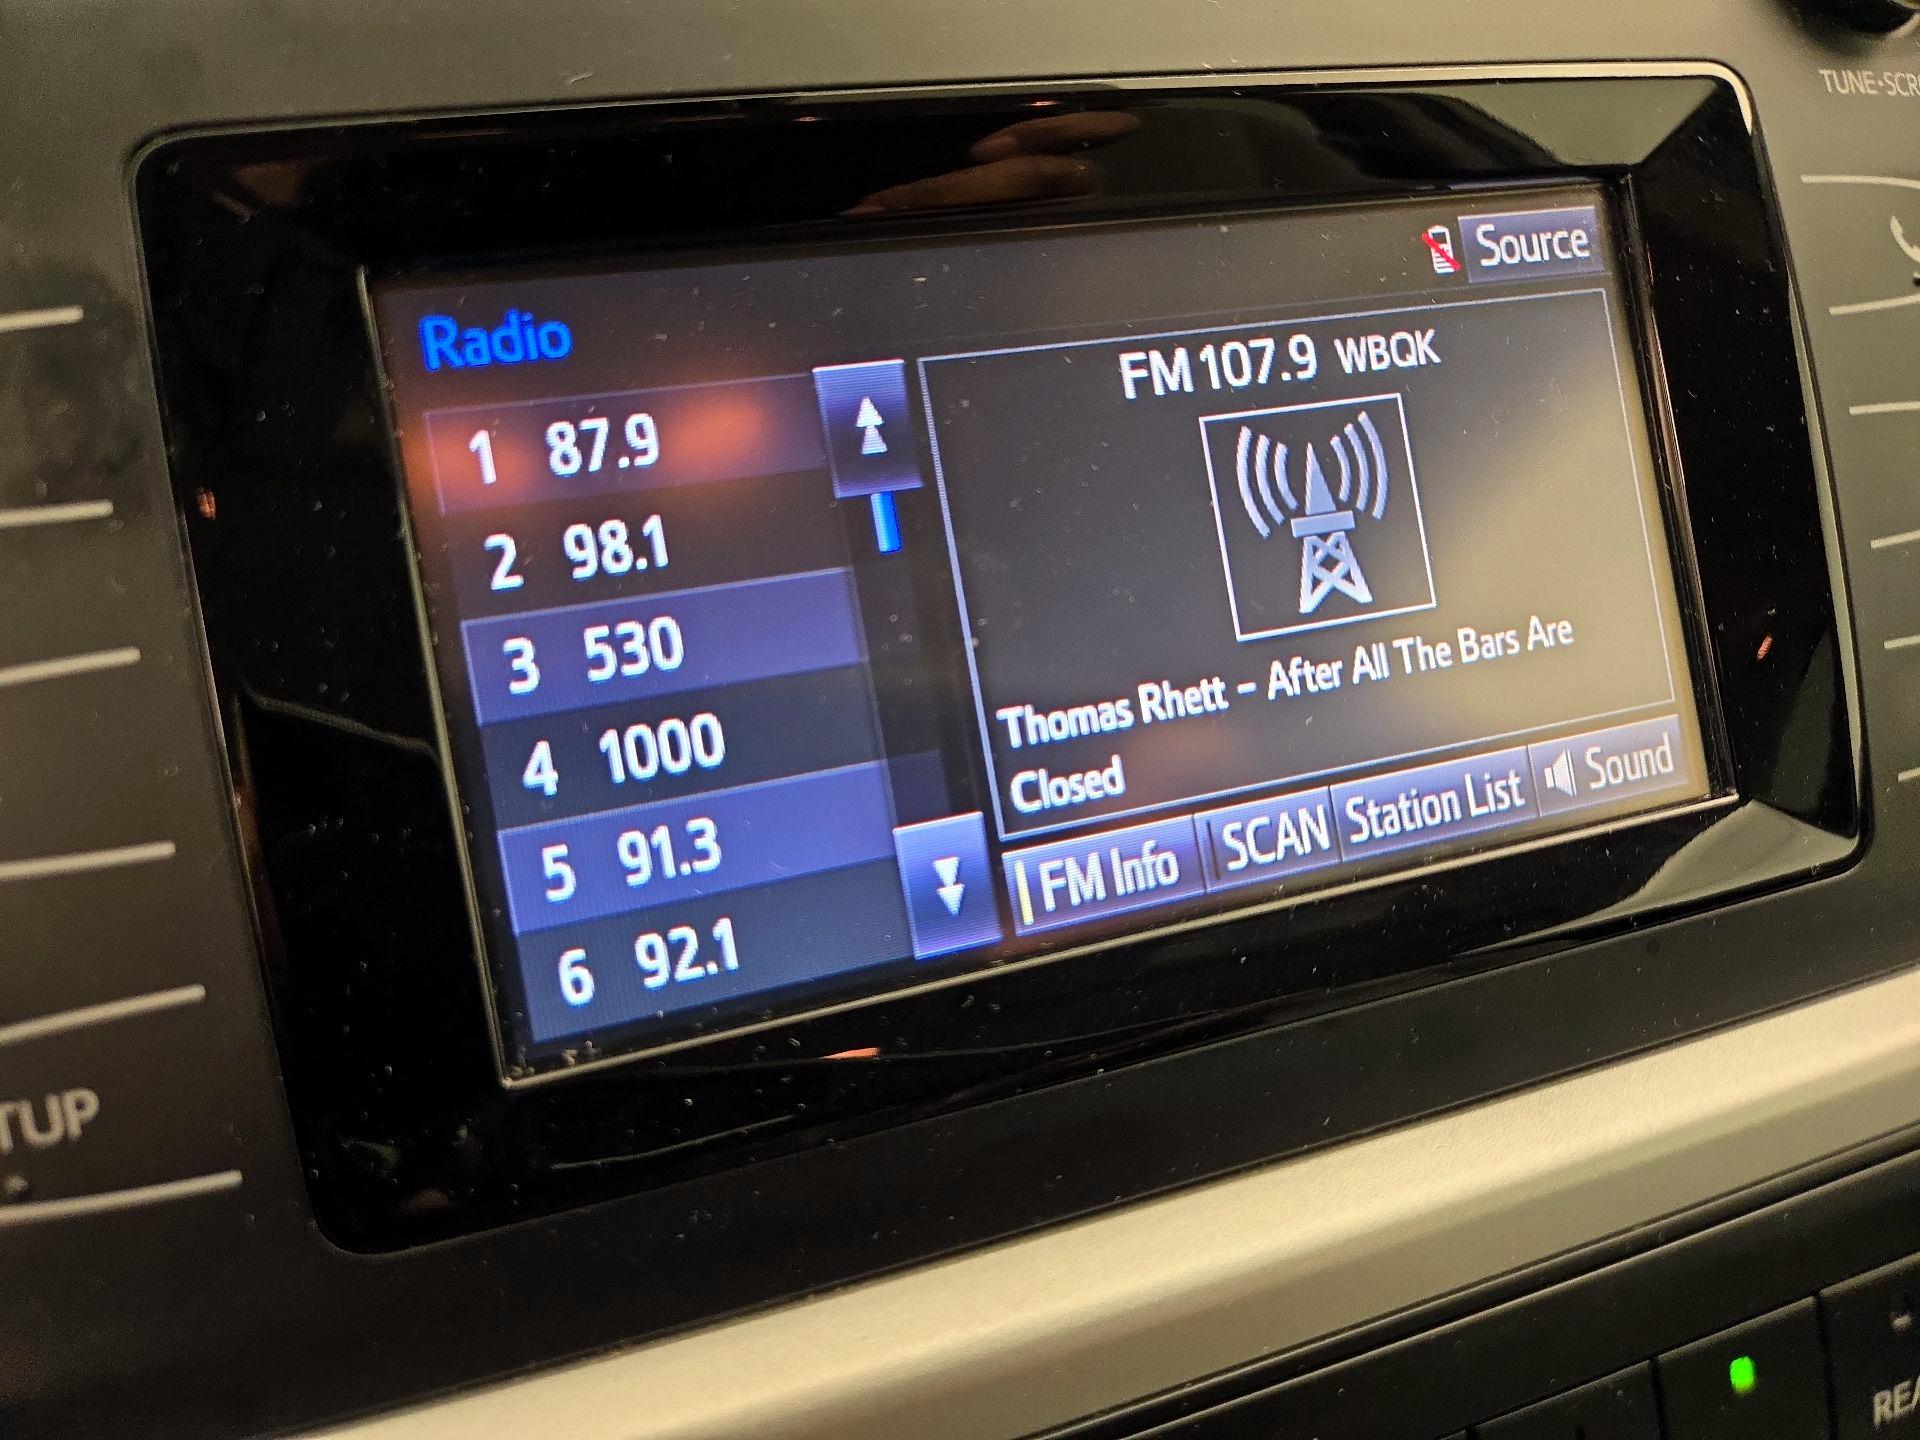 TUNE•SCR
Source
Radio
FM 107.9 WBQK
1 87.9
2 98.1
3 530
4 1000
5 91.3
6 92.1
Thomas Rhett – After All The Bars Are
Closed
FM Info
SCAN
Station List
Sound
TUP
REA